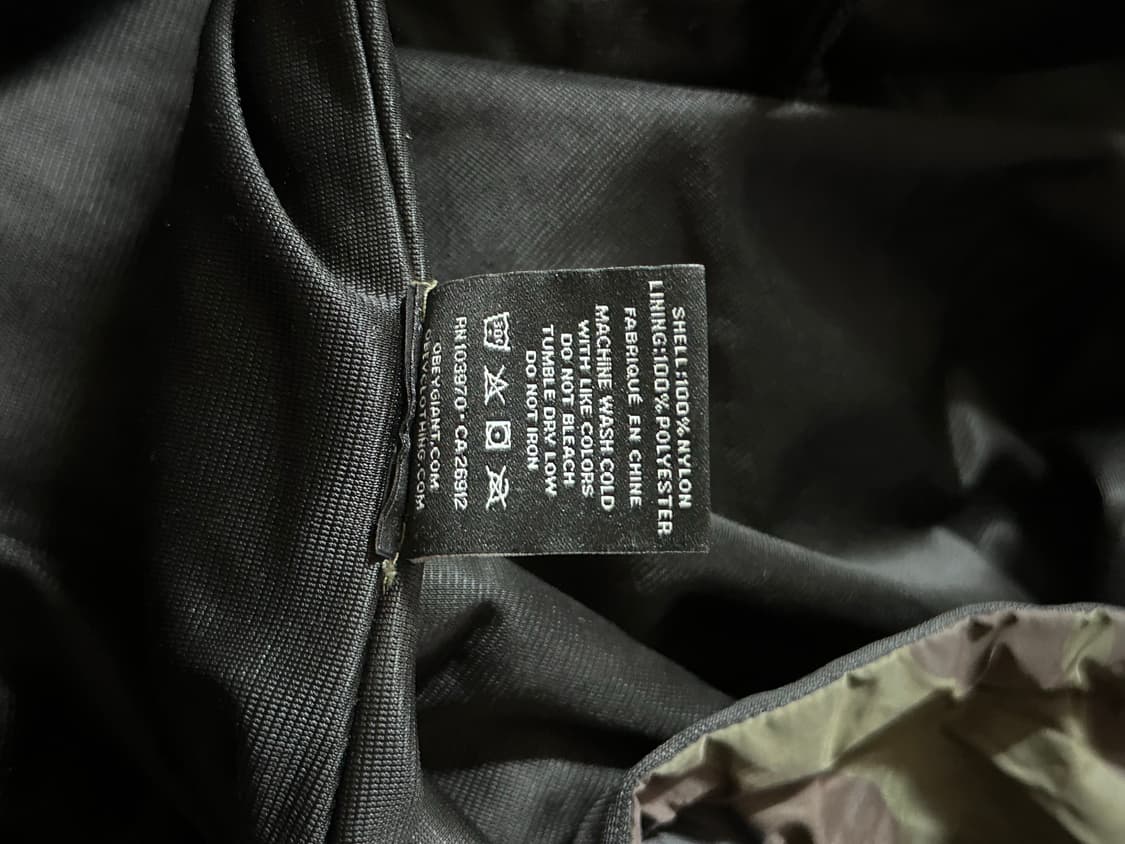 SHELL:100% NYLON
LINING:100% POLYESTER
FABRIQUÉ EN CHINE
MACHINE WASH COLD
WITH LIKE COLORS
DO NOT BLEACH
TUMBLE DRY LOW
DO NOT IRON
30°
RN 103970 • CA 26912
OBEYGIANT.COM
OBEYCLOTHING.COM